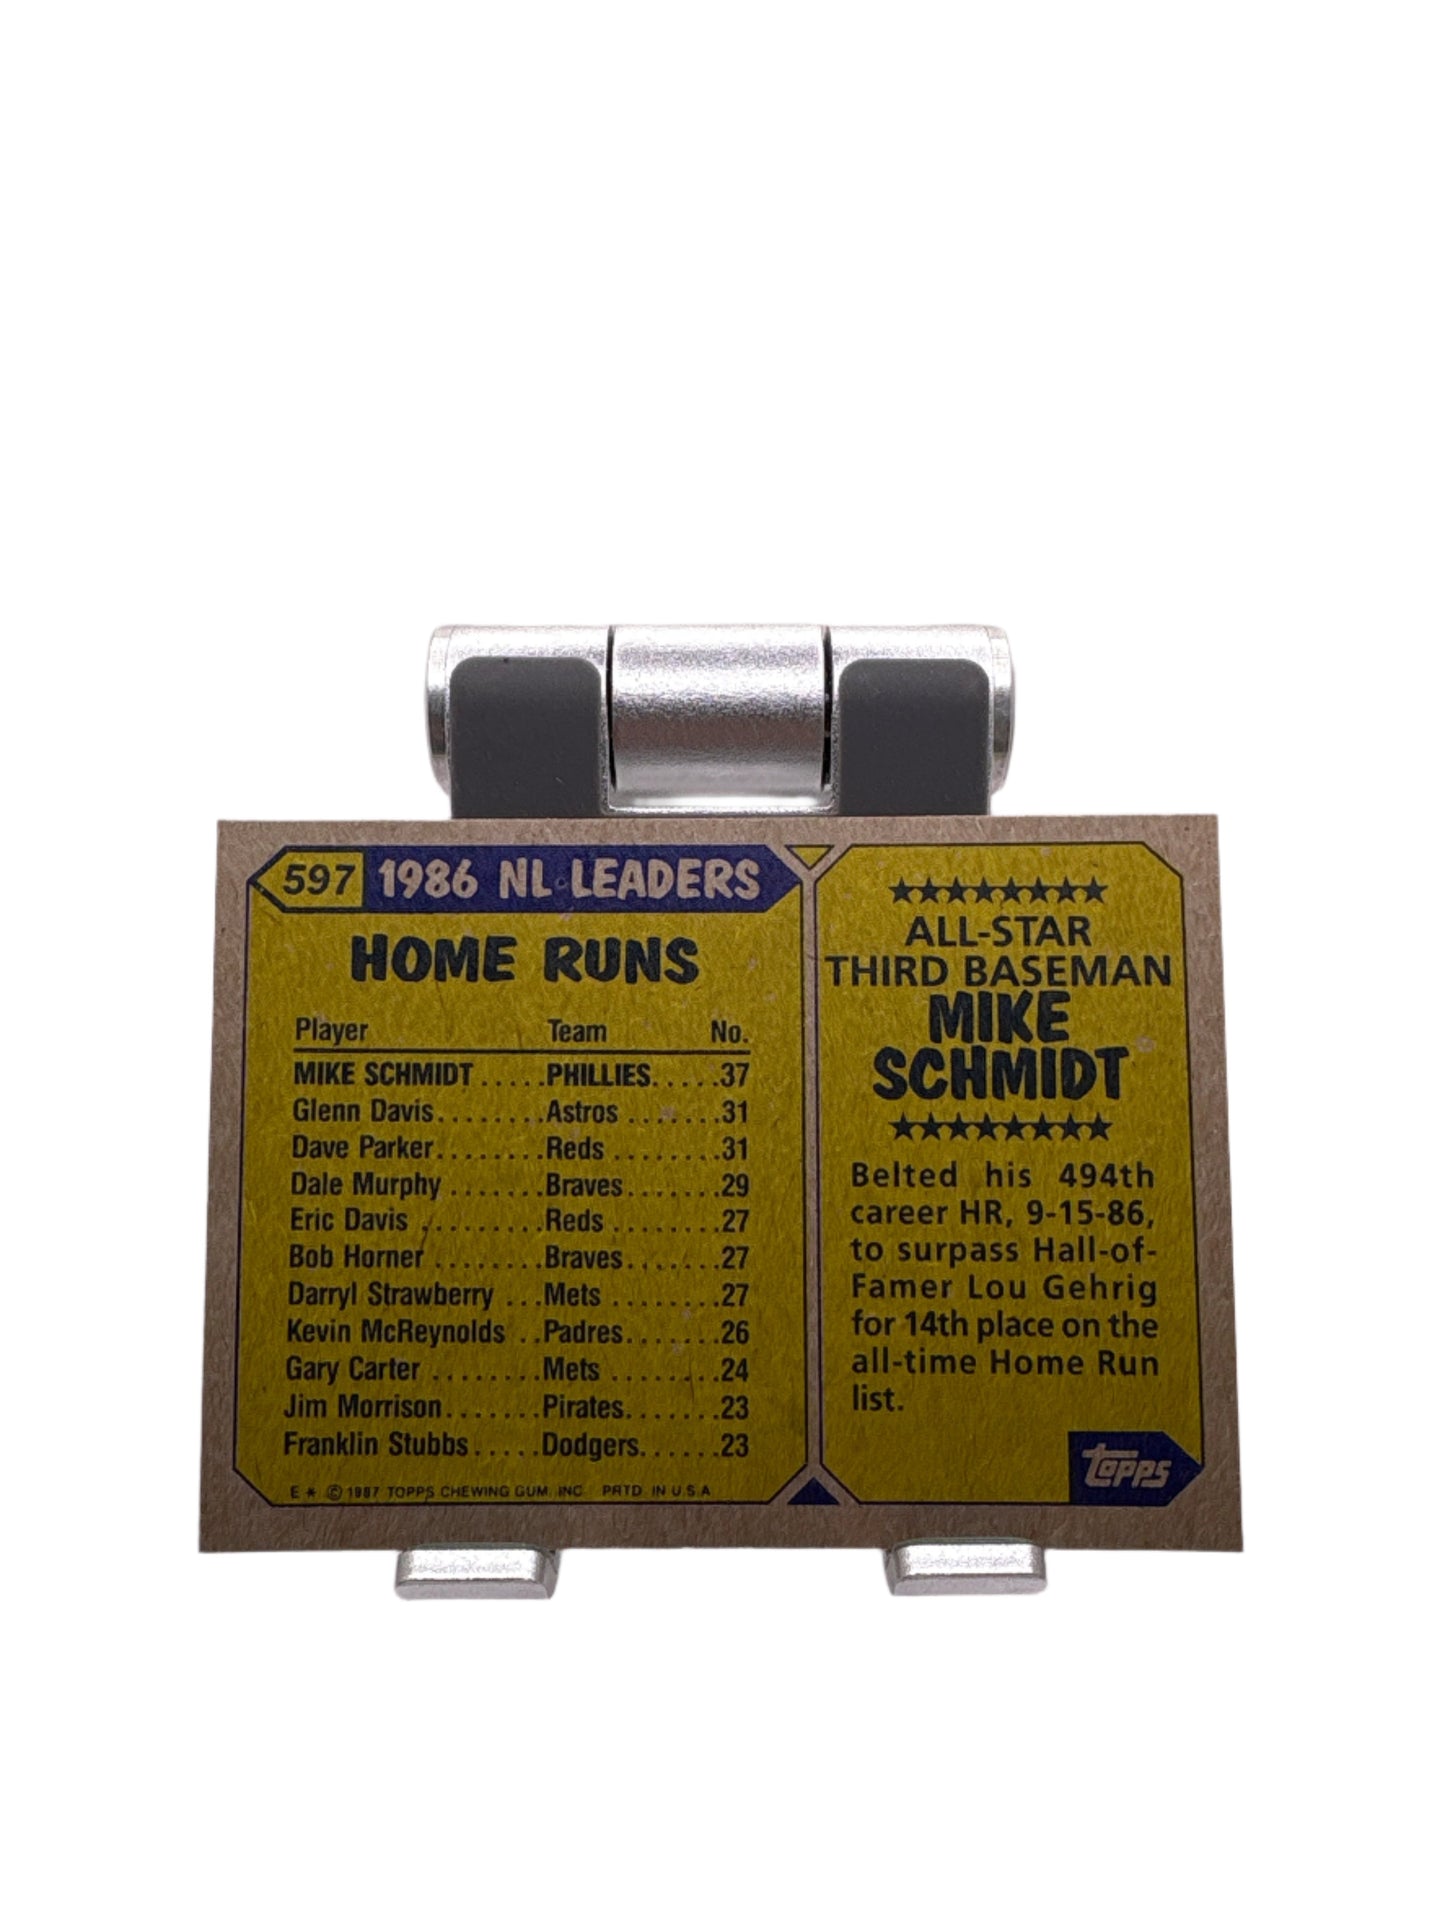 597 1986 NL LEADERS
HOME RUNS
Player Team No.
MIKE SCHMIDT.....PHILLIES.....37
Glenn Davis........Astros.......31
Dave Parker........Reds........31
Dale Murphy.......Braves.......29
Eric Davis.........Reds........27
Bob Horner........Braves.......27
Darryl Strawberry...Mets........27
Kevin McReynolds..Padres.......26
Gary Carter........Mets........24
Jim Morrison.......Pirates.......23
Franklin Stubbs.....Dodgers......23
E * © 1987 TOPPS CHEWING GUM, INC. PRTD. IN U.S.A.
★★★★★★★★
ALL-STAR
THIRD BASEMAN
MIKE
SCHMIDT
★★★★★★★★
Belted his 494th
career HR, 9-15-86,
to surpass Hall-of-
Famer Lou Gehrig
for 14th place on the
all-time Home Run
list.
topps